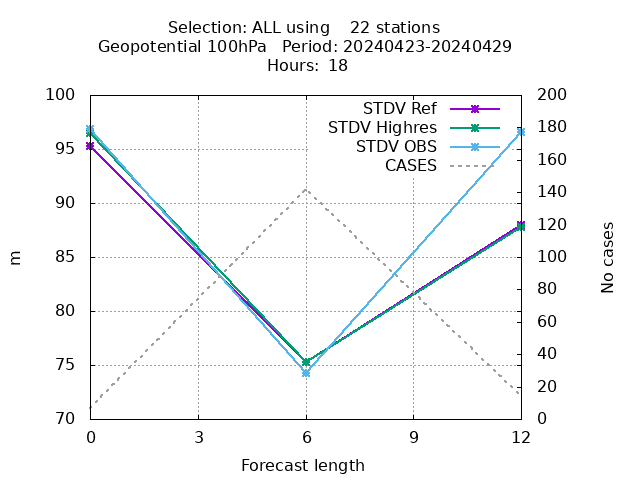 Selection: ALL using    22 stations
Geopotential 100hPa   Period: 20240423-20240429
Hours:  18
STDV Ref
STDV Highres
STDV OBS
CASES
100
95
90
85
80
75
70
m
200
180
160
140
120
100
80
60
40
20
0
No cases
0
3
6
9
12
Forecast length